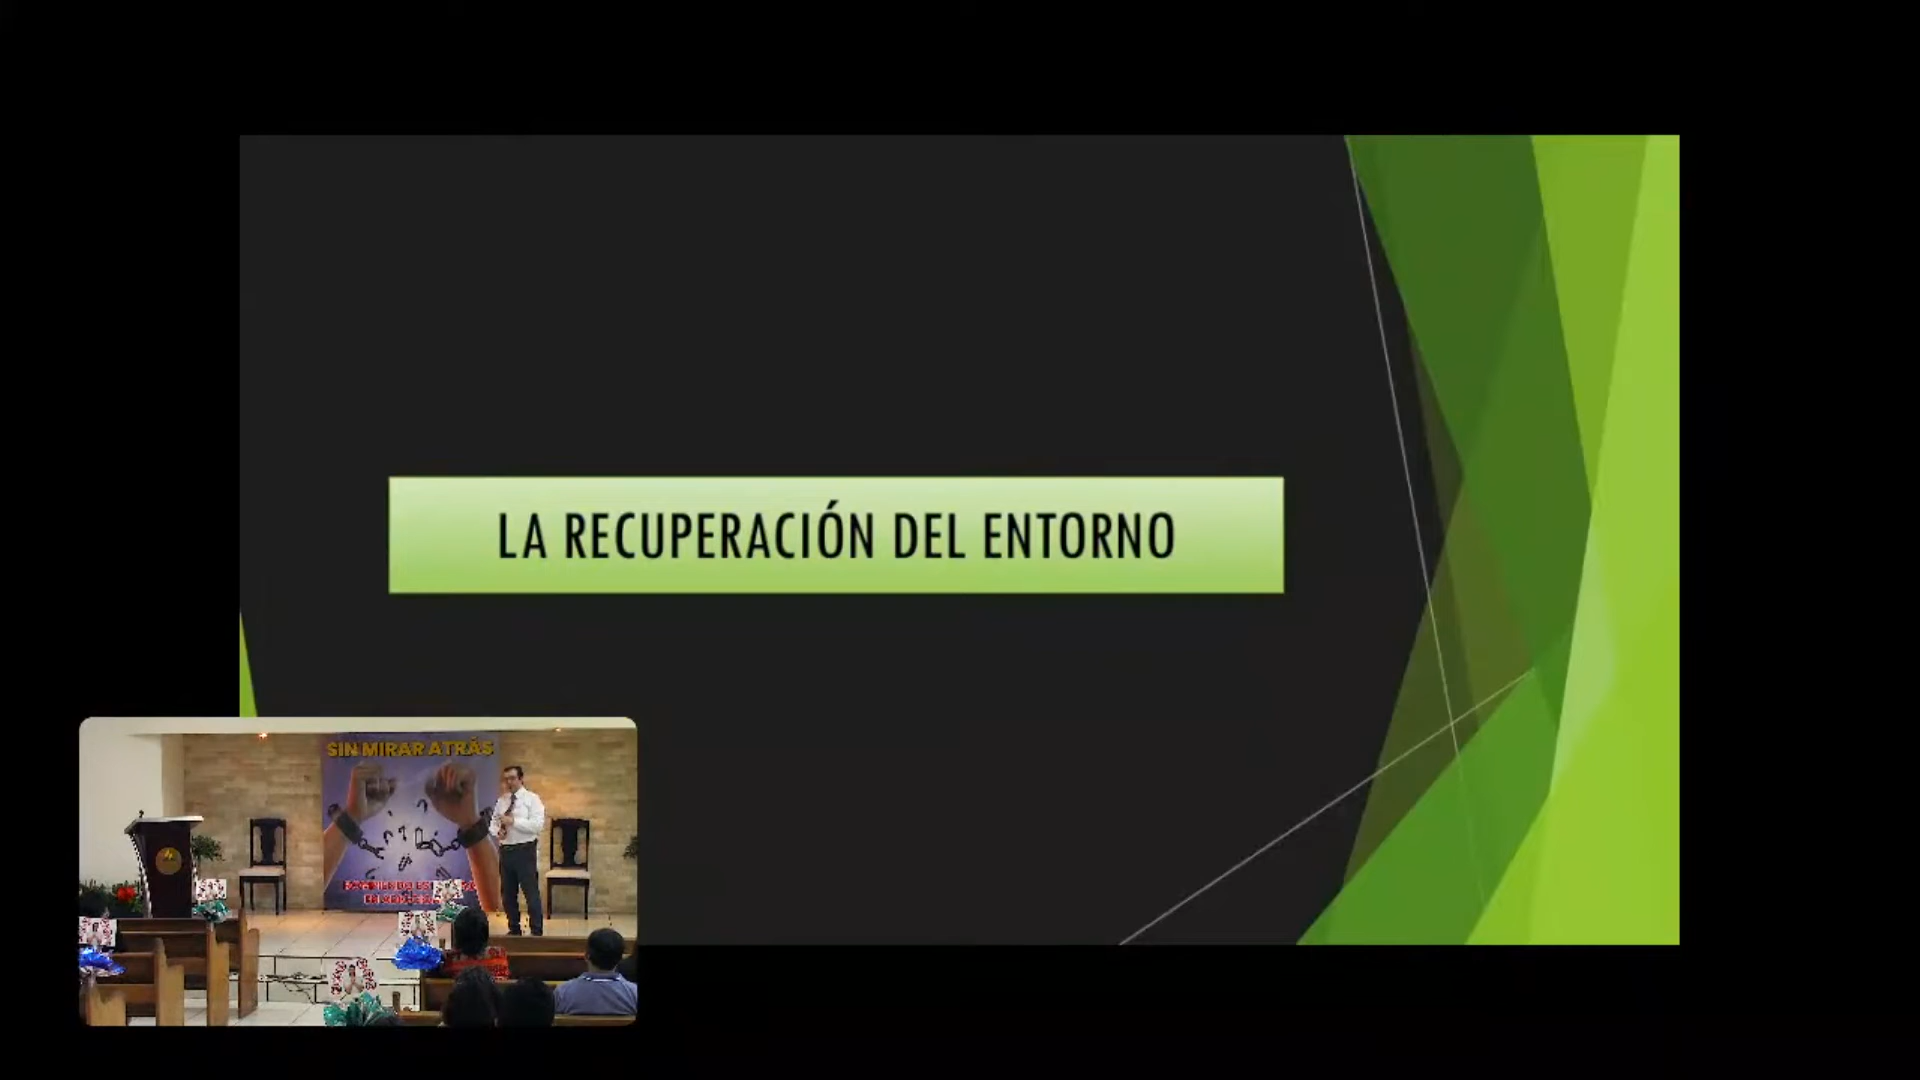 LA RECUPERACIÓN DEL ENTORNO
SIN MIRAR ATRÁS